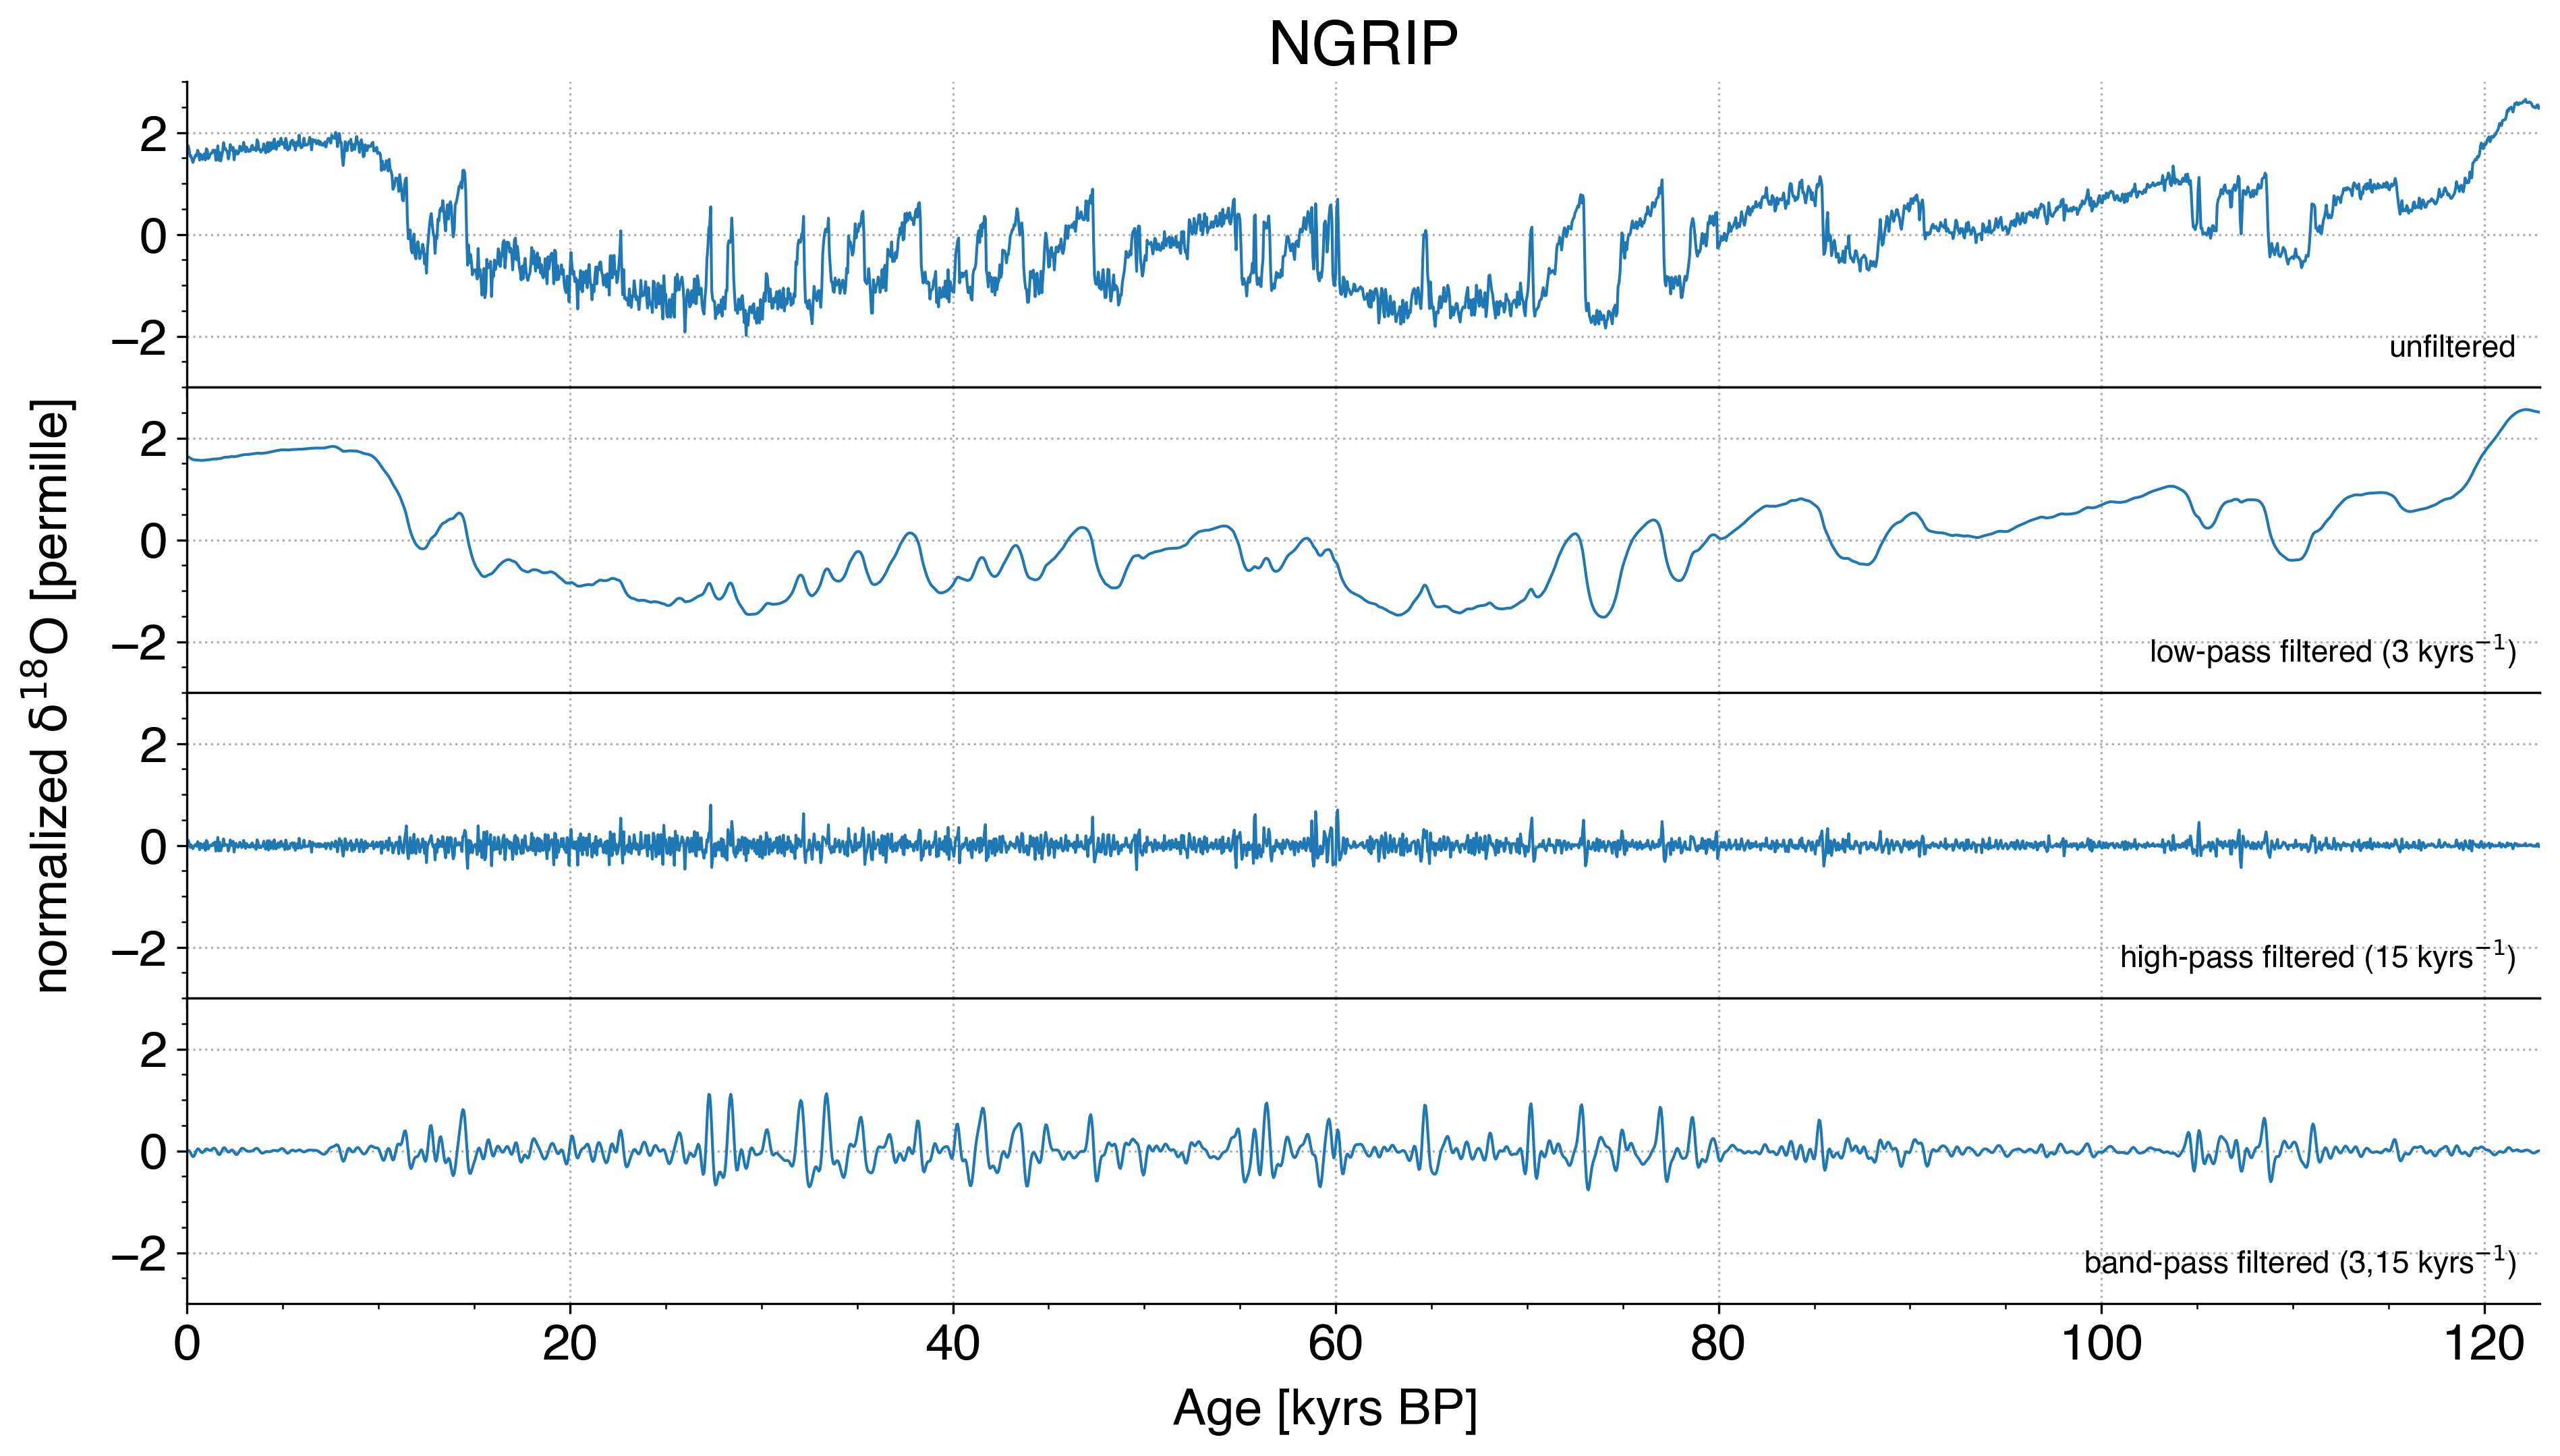 NGRIP
normalized δ¹⁸O [permille]
2
0
−2
unfiltered
2
0
−2
low-pass filtered (3 kyrs⁻¹)
2
0
−2
high-pass filtered (15 kyrs⁻¹)
2
0
−2
band-pass filtered (3,15 kyrs⁻¹)
0 20 40 60 80 100 120
Age [kyrs BP]